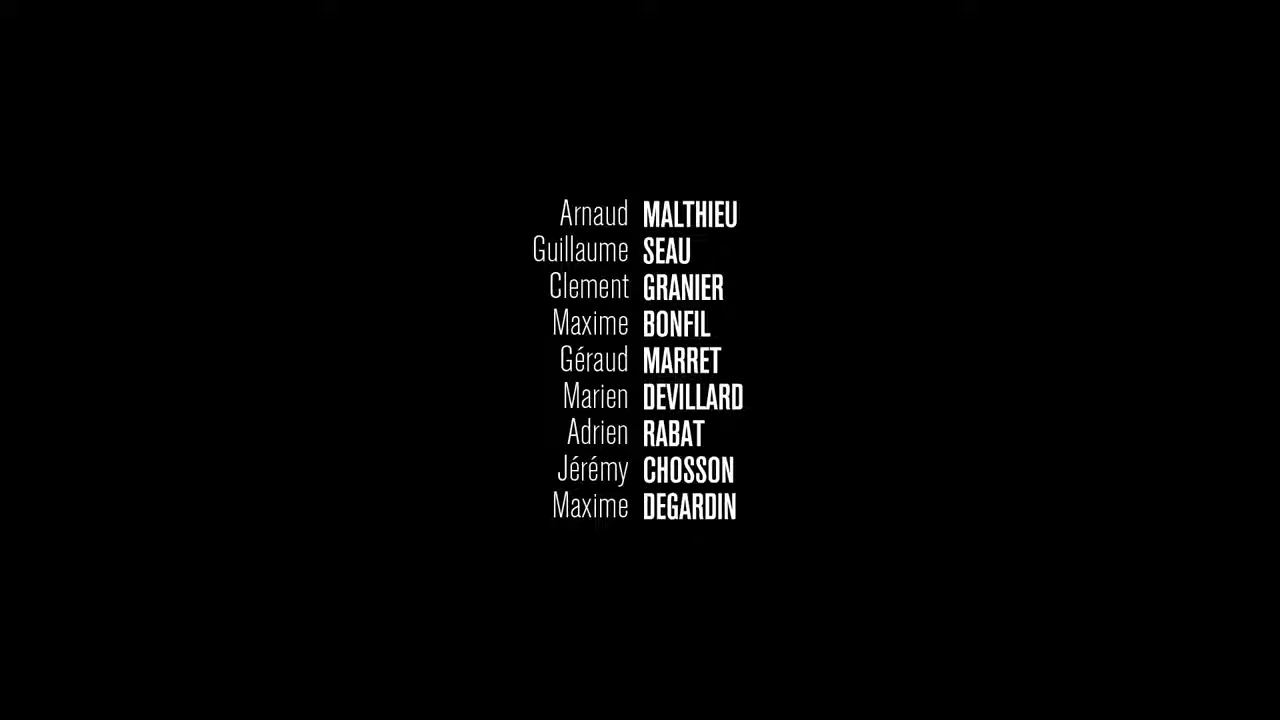 Arnaud MALTHIEU
Guillaume SEAU
Clement GRANIER
Maxime BONFIL
Géraud MARRET
Marien DEVILLARD
Adrien RABAT
Jérémy CHOSSON
Maxime DEGARDIN